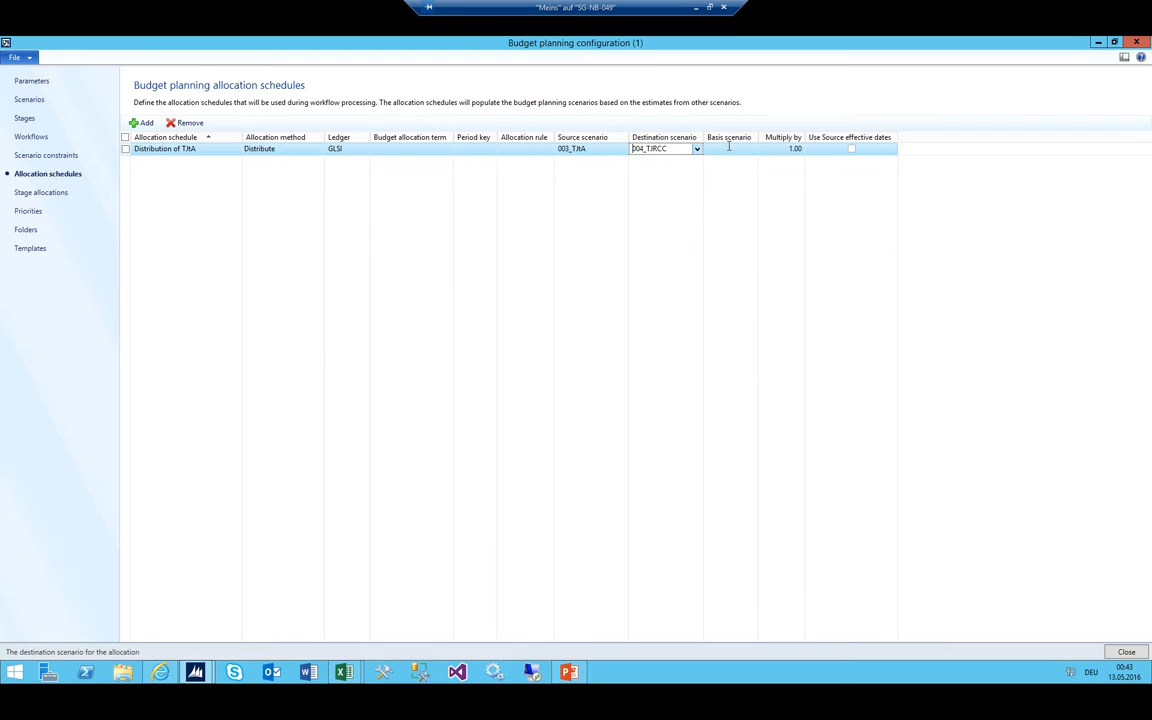 "Meins" auf "SG-NB-049"
Budget planning configuration (1)
File
Parameters
Scenarios
Stages
Workflows
Scenario constraints
Allocation schedules
Stage allocations
Priorities
Folders
Templates
Budget planning allocation schedules
Define the allocation schedules that will be used during workflow processing. The allocation schedules will populate the budget planning scenarios based on the estimates from other scenarios.
Add Remove
Allocation schedule Allocation method Ledger Budget allocation term Period key Allocation rule Source scenario Destination scenario Basis scenario Multiply by Use Source effective dates
Distribution of TJtA Distribute GLSI 003_TJtA 004_TJRCC 1.00
The destination scenario for the allocation
Close
DEU
00:43
13.05.2016